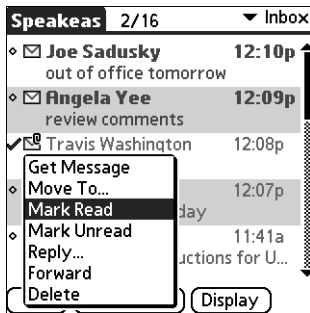 Speakeas 2/16 Inbox
Joe Sadusky 12:10p
out of office tomorrow
Angela Yee 12:09p
review comments
Travis Washington 12:08p
Get Message
Move To... 12:07p
Mark Read day
Mark Unread 11:41a
Reply... uctions for U...
Forward
Delete Display